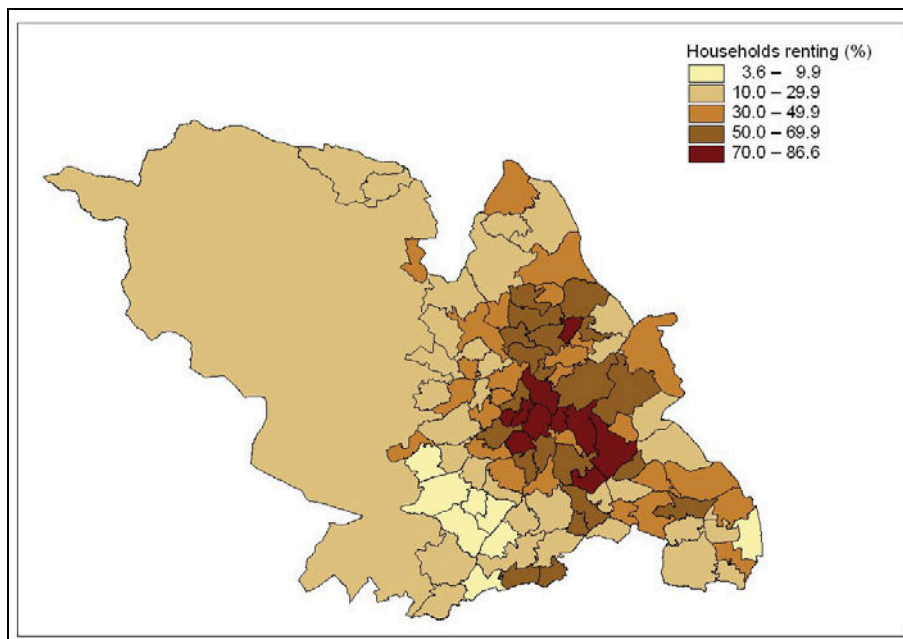 Households renting (%)
3.6 – 9.9
10.0 – 29.9
30.0 – 49.9
50.0 – 69.9
70.0 – 86.6